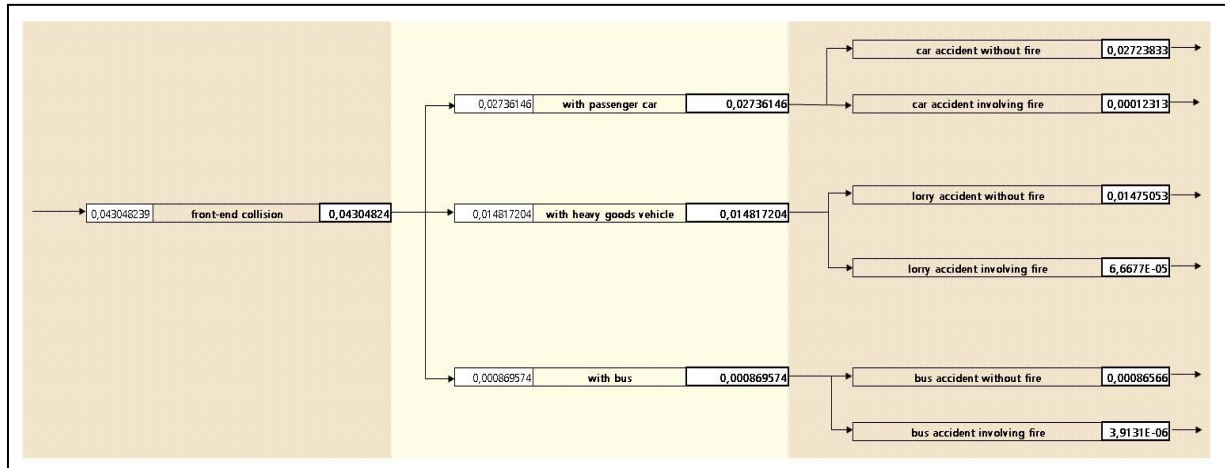 car accident without fire 0,02723833
0,02736146 with passenger car 0,02736146
car accident involving fire 0,00012313
lorry accident without fire 0,01475053
0,043048239 front-end collision 0,04304824
0,014817204 with heavy goods vehicle 0,014817204
lorry accident involving fire 6,6677E-05
0,000869574 with bus 0,000869574
bus accident without fire 0,00086566
bus accident involving fire 3,9131E-06